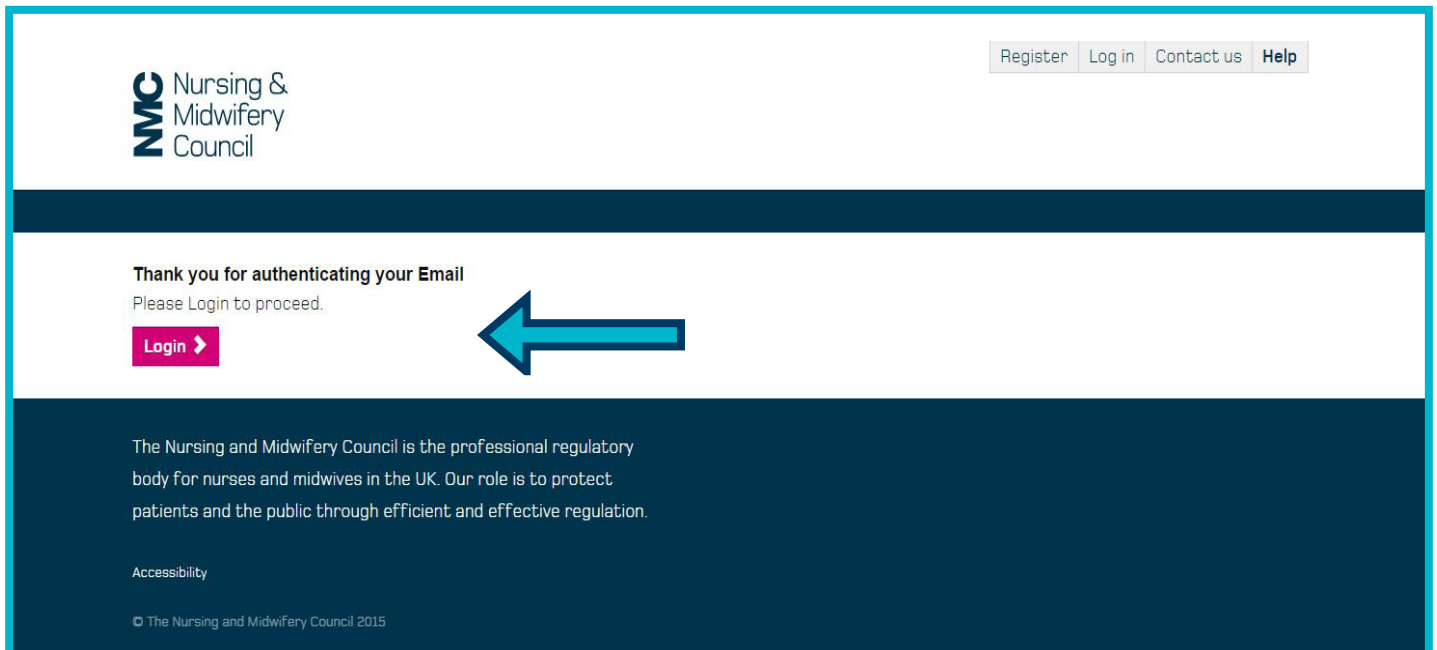 Register Log in Contact us Help
NMC
Nursing &
Midwifery
Council
Thank you for authenticating your Email
Please Login to proceed.
Login
The Nursing and Midwifery Council is the professional regulatory
body for nurses and midwives in the UK. Our role is to protect
patients and the public through efficient and effective regulation.
Accessibility
© The Nursing and Midwifery Council 2015